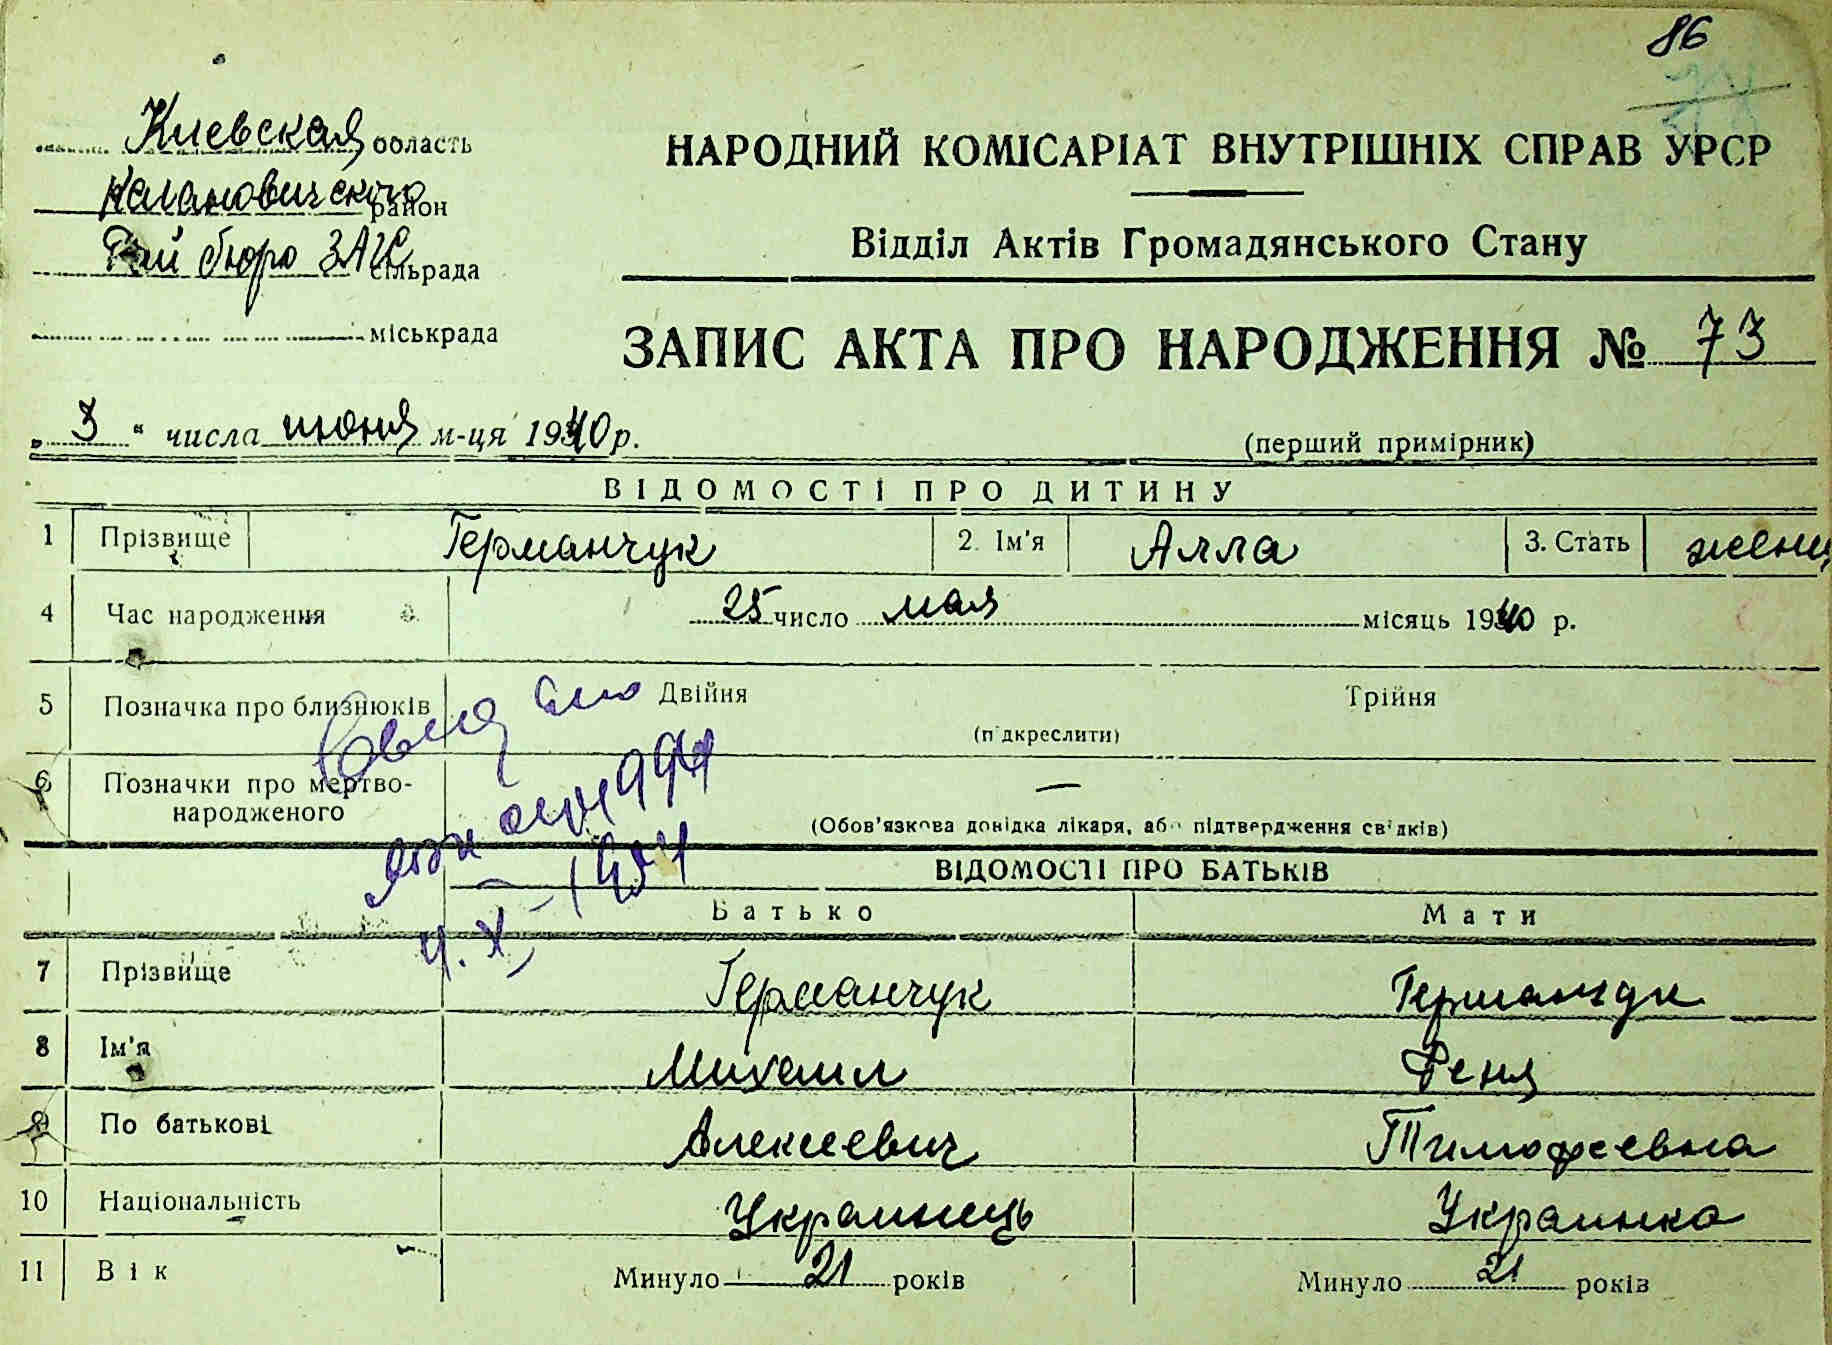 86
Киевская область
Кагановичского район
Рай бюро ЗАГС сільрада
міськрада
НАРОДНИЙ КОМІСАРІАТ ВНУТРІШНІХ СПРАВ УРСР
Відділ Актів Громадянського Стану
ЗАПИС АКТА ПРО НАРОДЖЕННЯ № 73
„ 3 “ числа июня м-ця 1940 р.
(перший примірник)
ВІДОМОСТІ ПРО ДИТИНУ
1 Прізвище Германчук 2. Ім'я Алла 3. Стать женщ
4 Час народження 25 число мая місяць 1940 р.
5 Позначка про близнюків Двійня Трійня
(підкреслити)
6 Позначки про мертво-
народженого —
(Обов'язкова довідка лікаря, або підтвердження свідків)
1954
ВІДОМОСТІ ПРО БАТЬКІВ
Батько Мати
7 Прізвище Германчук Германчук
8 Ім'я Михаил Феня
9 По батькові Алексеевич Тимофеевна
10 Національність Украинець Украинка
11 Вік Минуло 21 років Минуло 21 років